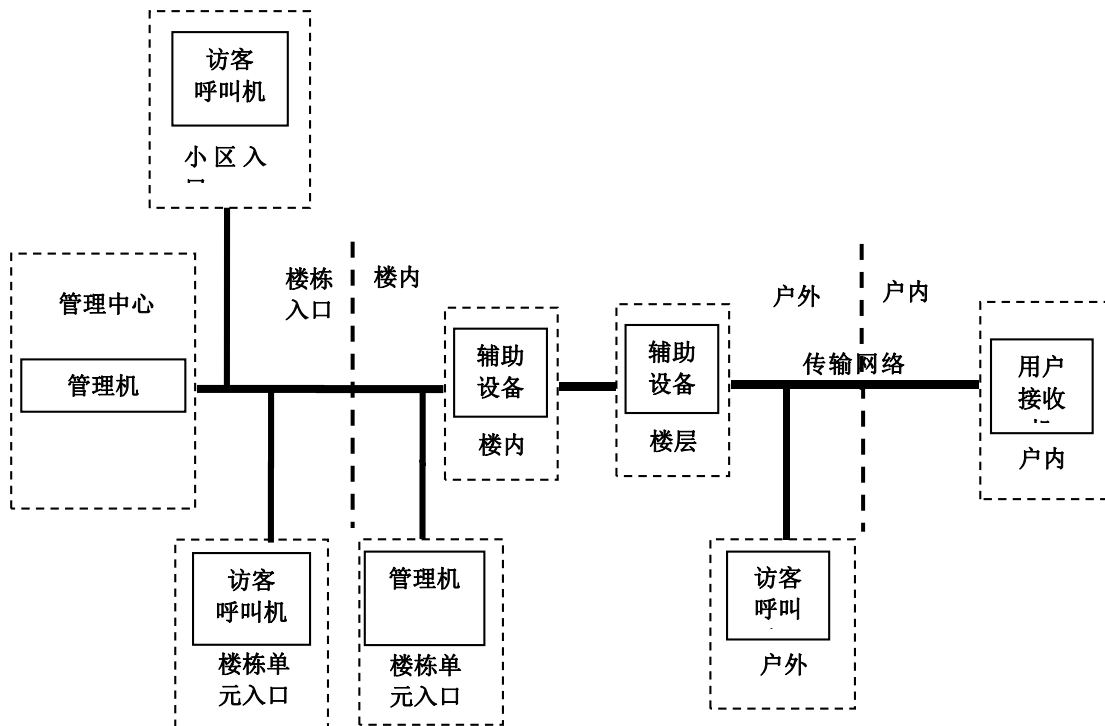 访客
呼叫机
小区入
管理中心
管理机
楼栋
入口
楼内
辅助
设备
楼内
辅助
设备
楼层
户外
户内
传输网络
用户
接收
户内
访客
呼叫机
楼栋单
元入口
管理机
楼栋单
元入口
访客
呼叫
户外